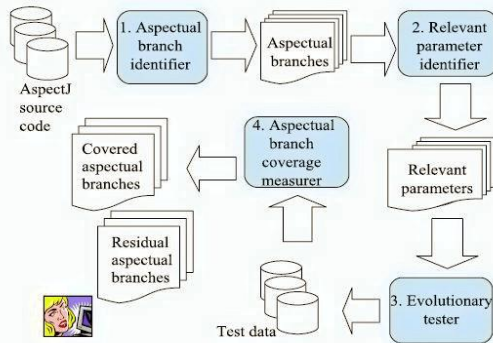 1. Aspectual
branch
identifier
Aspectual
branches
2. Relevant
parameter
identifier
AspectJ
source
code
4. Aspectual
branch
coverage
measurer
Covered
aspectual
branches
Relevant
parameters
Residual
aspectual
branches
3. Evolutionary
tester
Test data